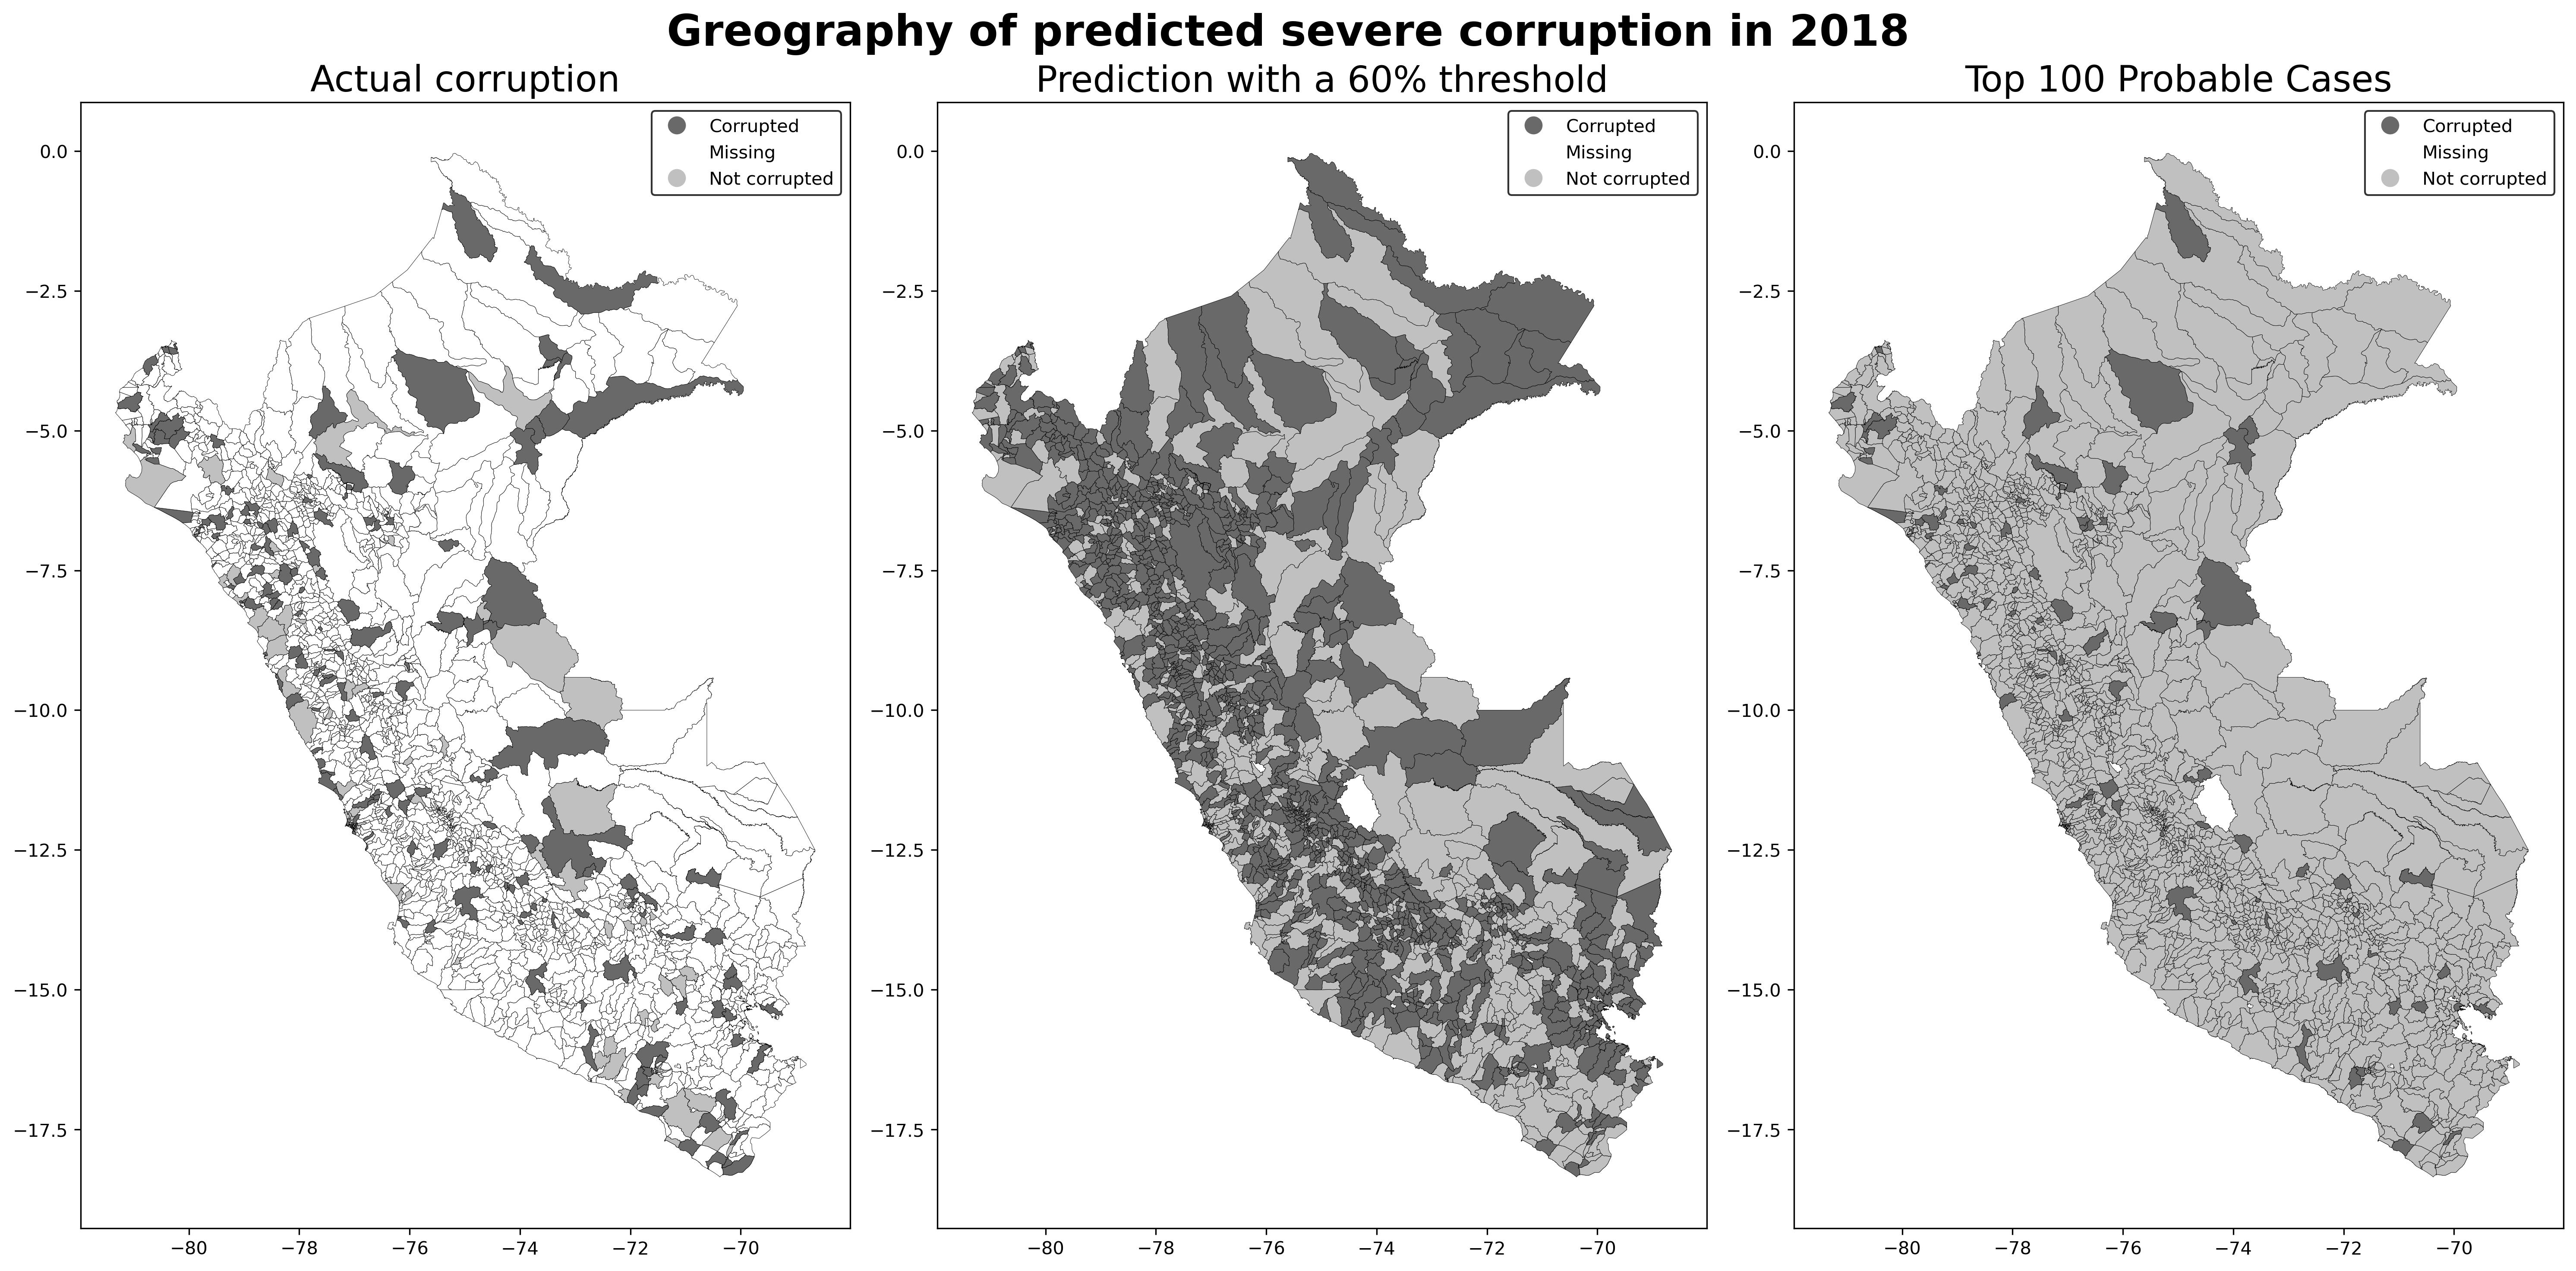 Greography of predicted severe corruption in 2018
Actual corruption
Prediction with a 60% threshold
Top 100 Probable Cases
Corrupted
Missing
Not corrupted
0.0
−2.5
−5.0
−7.5
−10.0
−12.5
−15.0
−17.5
−80 −78 −76 −74 −72 −70
Corrupted
Missing
Not corrupted
0.0
−2.5
−5.0
−7.5
−10.0
−12.5
−15.0
−17.5
−80 −78 −76 −74 −72 −70
Corrupted
Missing
Not corrupted
0.0
−2.5
−5.0
−7.5
−10.0
−12.5
−15.0
−17.5
−80 −78 −76 −74 −72 −70